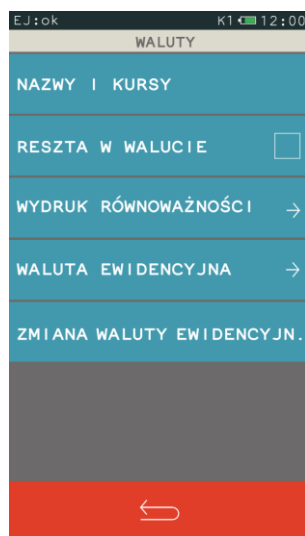 EJ:ok K1 12:00
WALUTY
NAZWY I KURSY
RESZTA W WALUCIE
WYDRUK RÓWNOWAŻNOŚCI →
WALUTA EWIDENCYJNA →
ZMIANA WALUTY EWIDENCYJN.